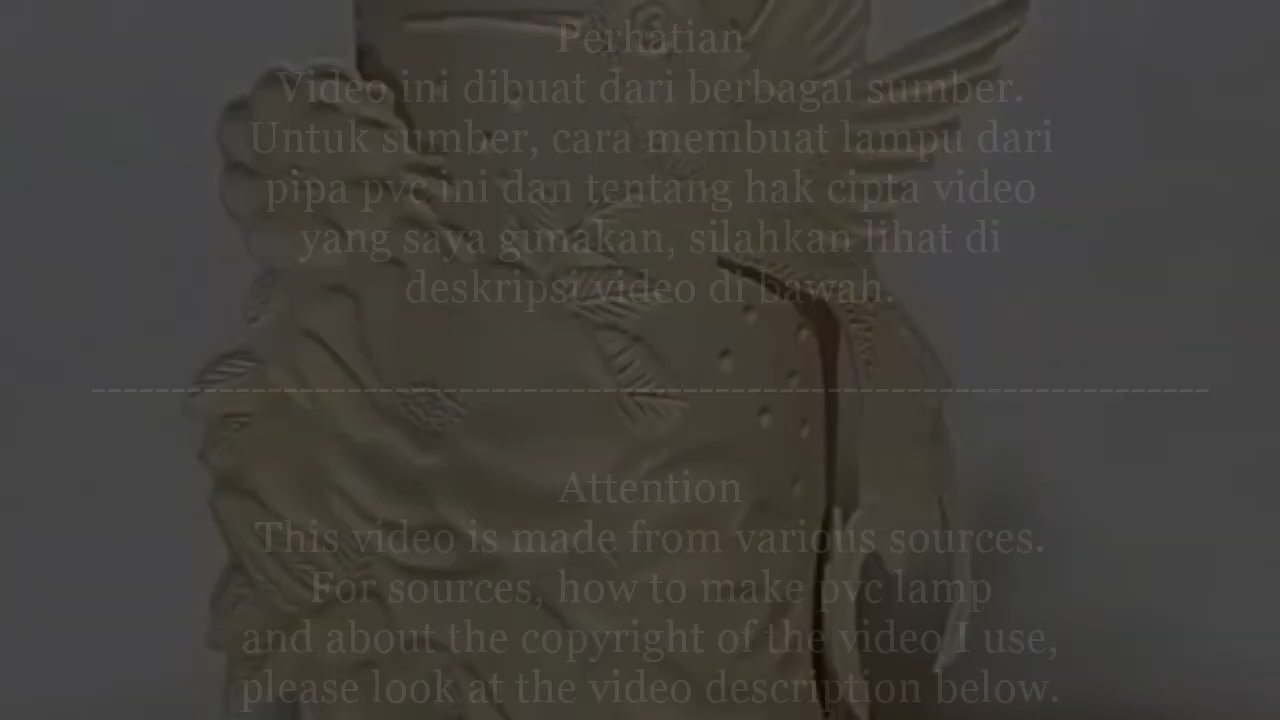 Perhatian
Video ini dibuat dari berbagai sumber.
Untuk sumber, cara membuat lampu dari
pipa pvc ini dan tentang hak cipta video
yang saya gunakan, silahkan lihat di
deskripsi video di bawah.
--------------------------------------------------------------------------------
Attention
This video is made from various sources.
For sources, how to make pvc lamp
and about the copyright of the video I use,
please look at the video description below.